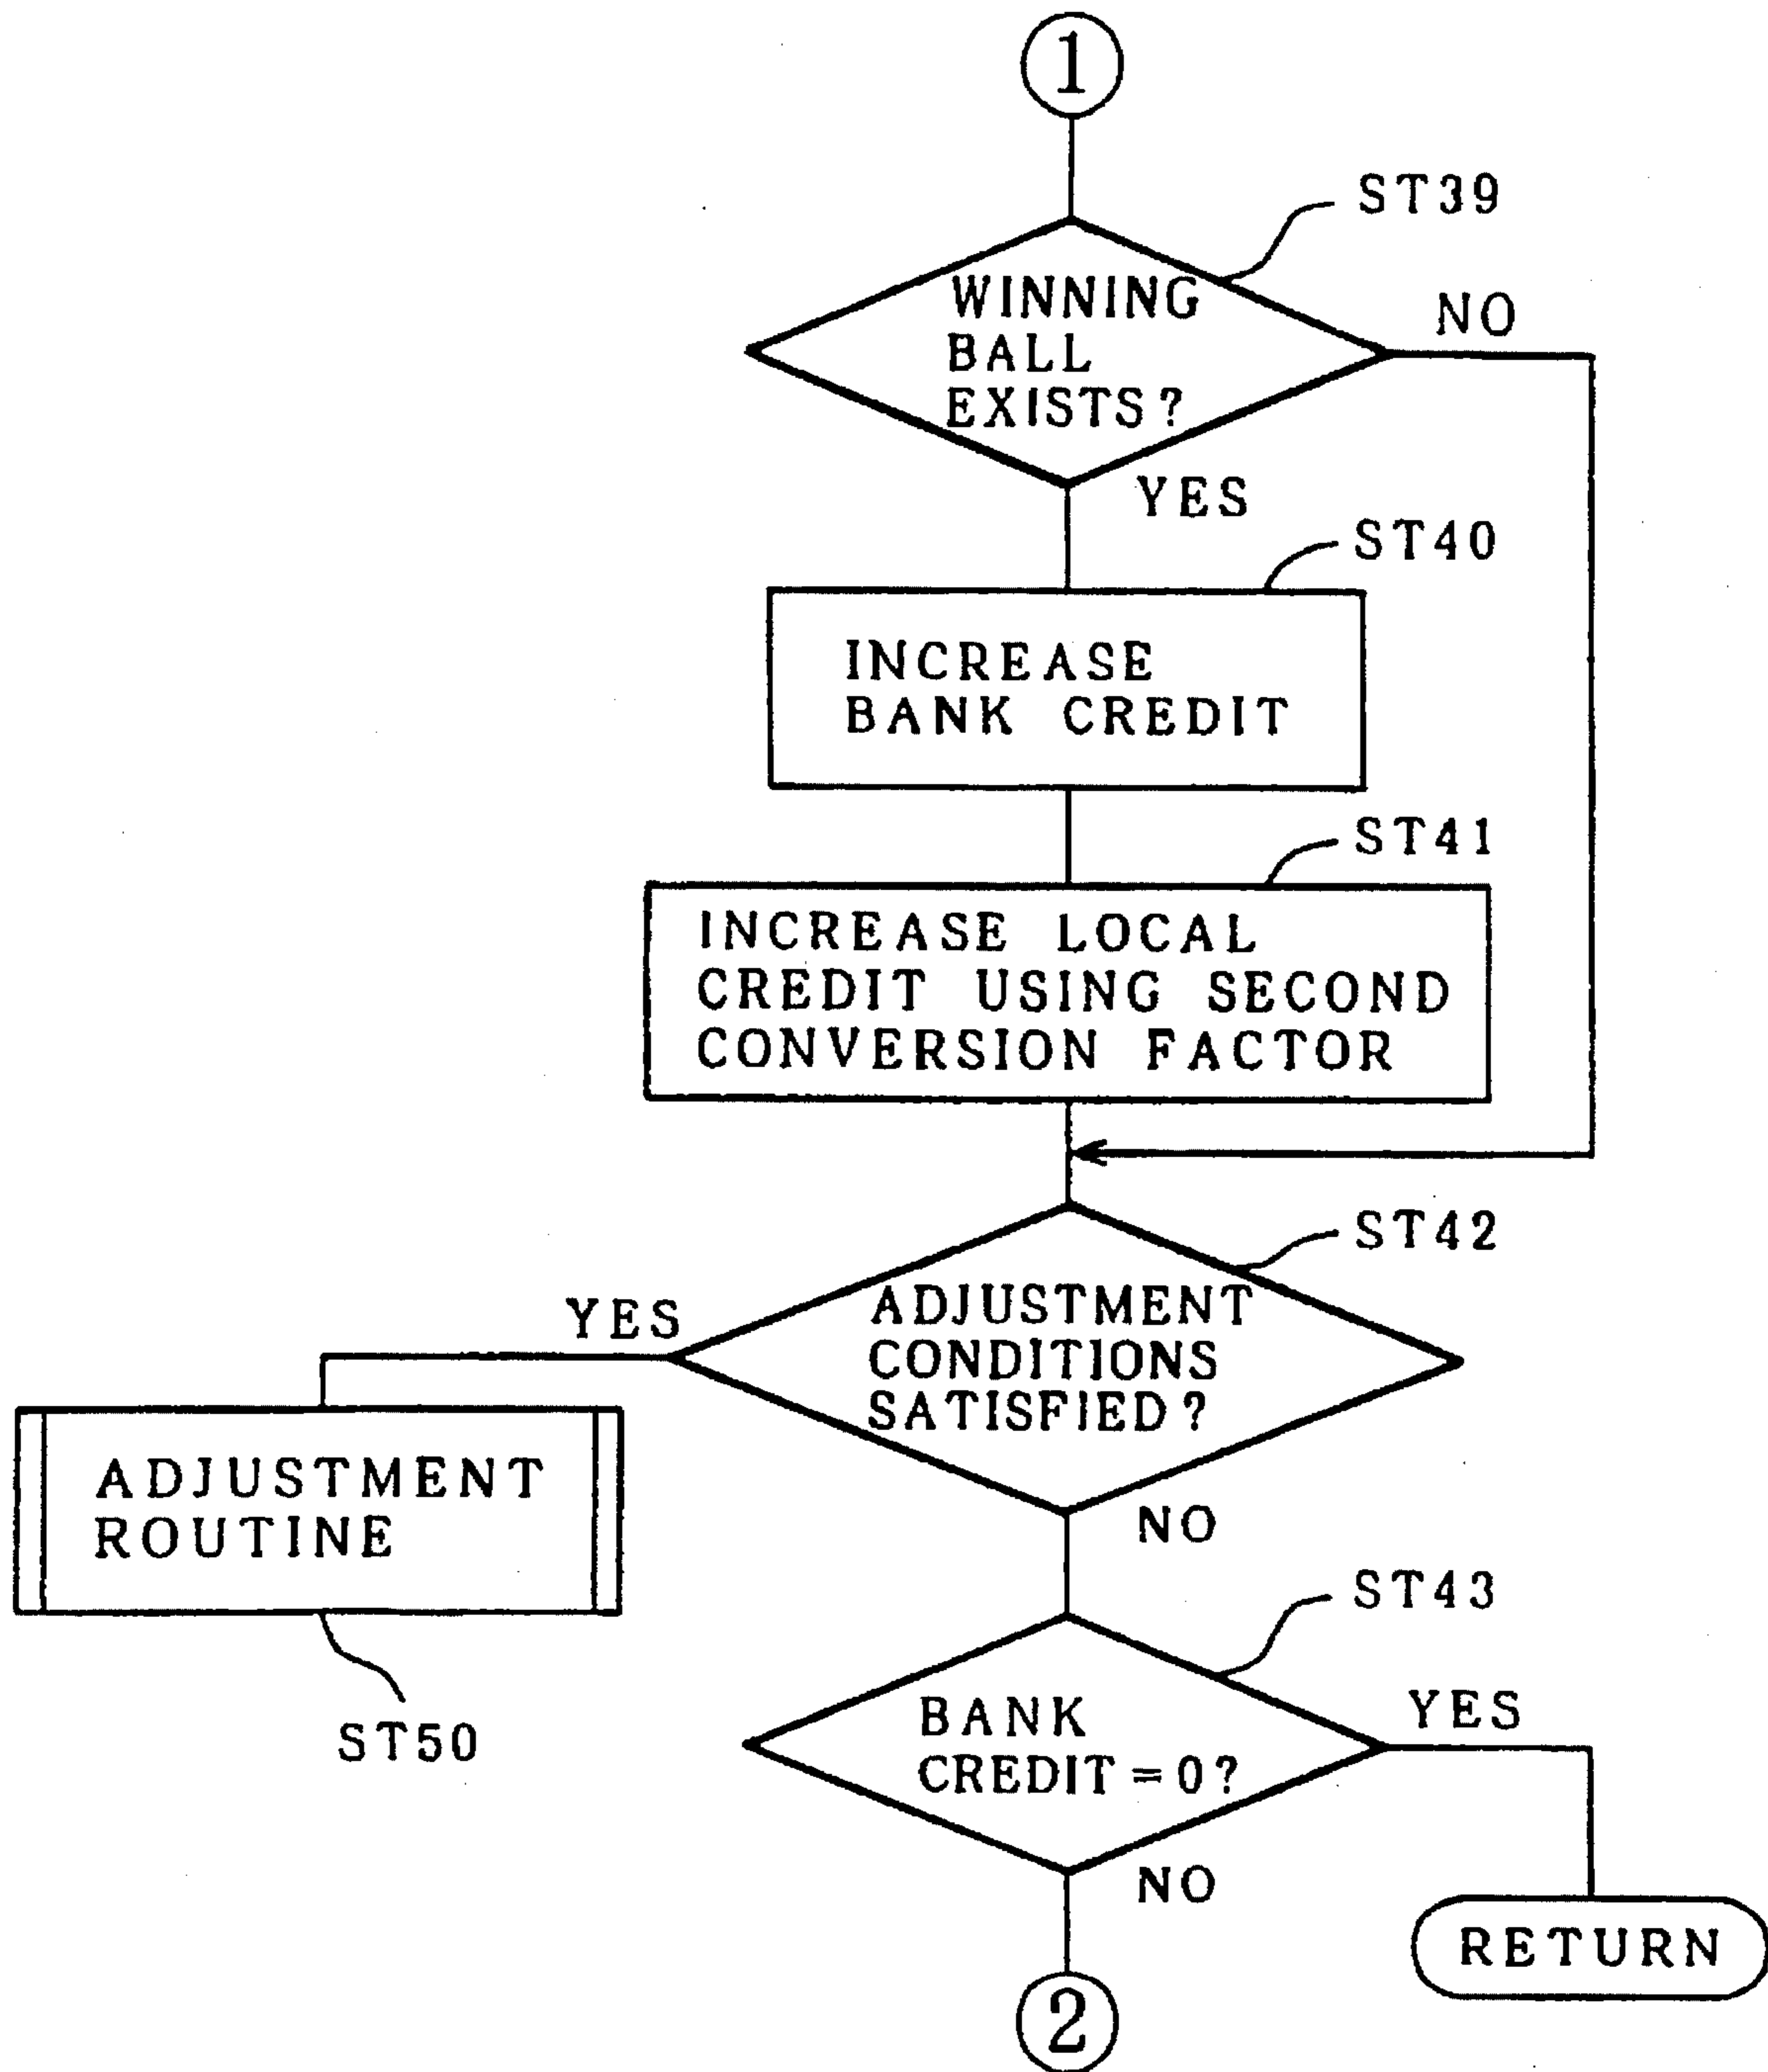 1
ST39
WINNING
BALL
EXISTS?
NO
YES
ST40
INCREASE
BANK CREDIT
ST41
INCREASE LOCAL
CREDIT USING SECOND
CONVERSION FACTOR
ST42
YES
ADJUSTMENT
CONDITIONS
SATISFIED?
ADJUSTMENT
ROUTINE
NO
ST50
ST43
BANK
CREDIT=0?
YES
NO
RETURN
2